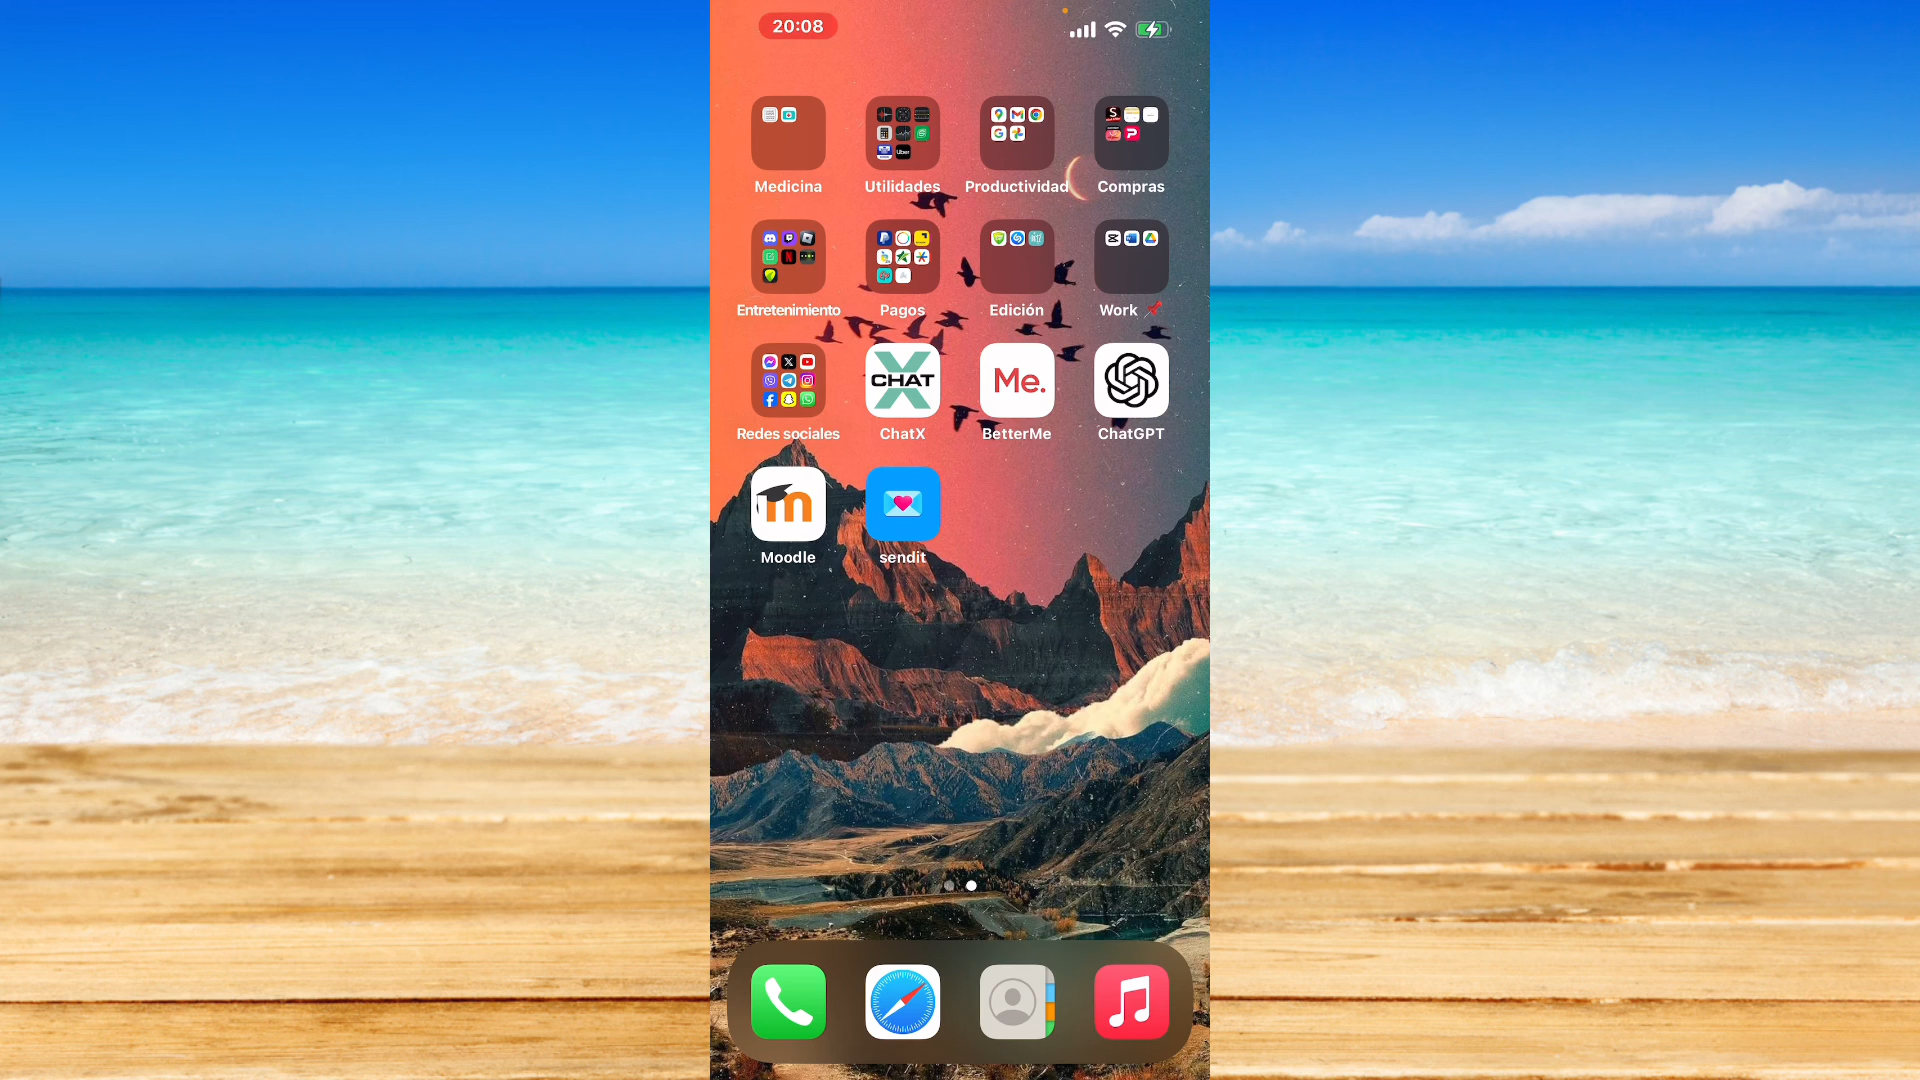 20:08
Medicina
Utilidades
Productividad
Compras
Uber
Entretenimiento
Pagos
Edición
Work
Redes sociales
CHAT
ChatX
Me.
BetterMe
ChatGPT
m
Moodle
sendit